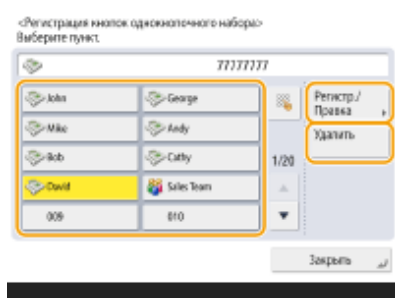 <Регистрация кнопок однокнопочного набора>
Выберите пункт.
77777777
John George
Mike Andy
Bob Cathy
David Sales Team
009 010
1/20
Регистр./
Правка
Удалить
Закрыть